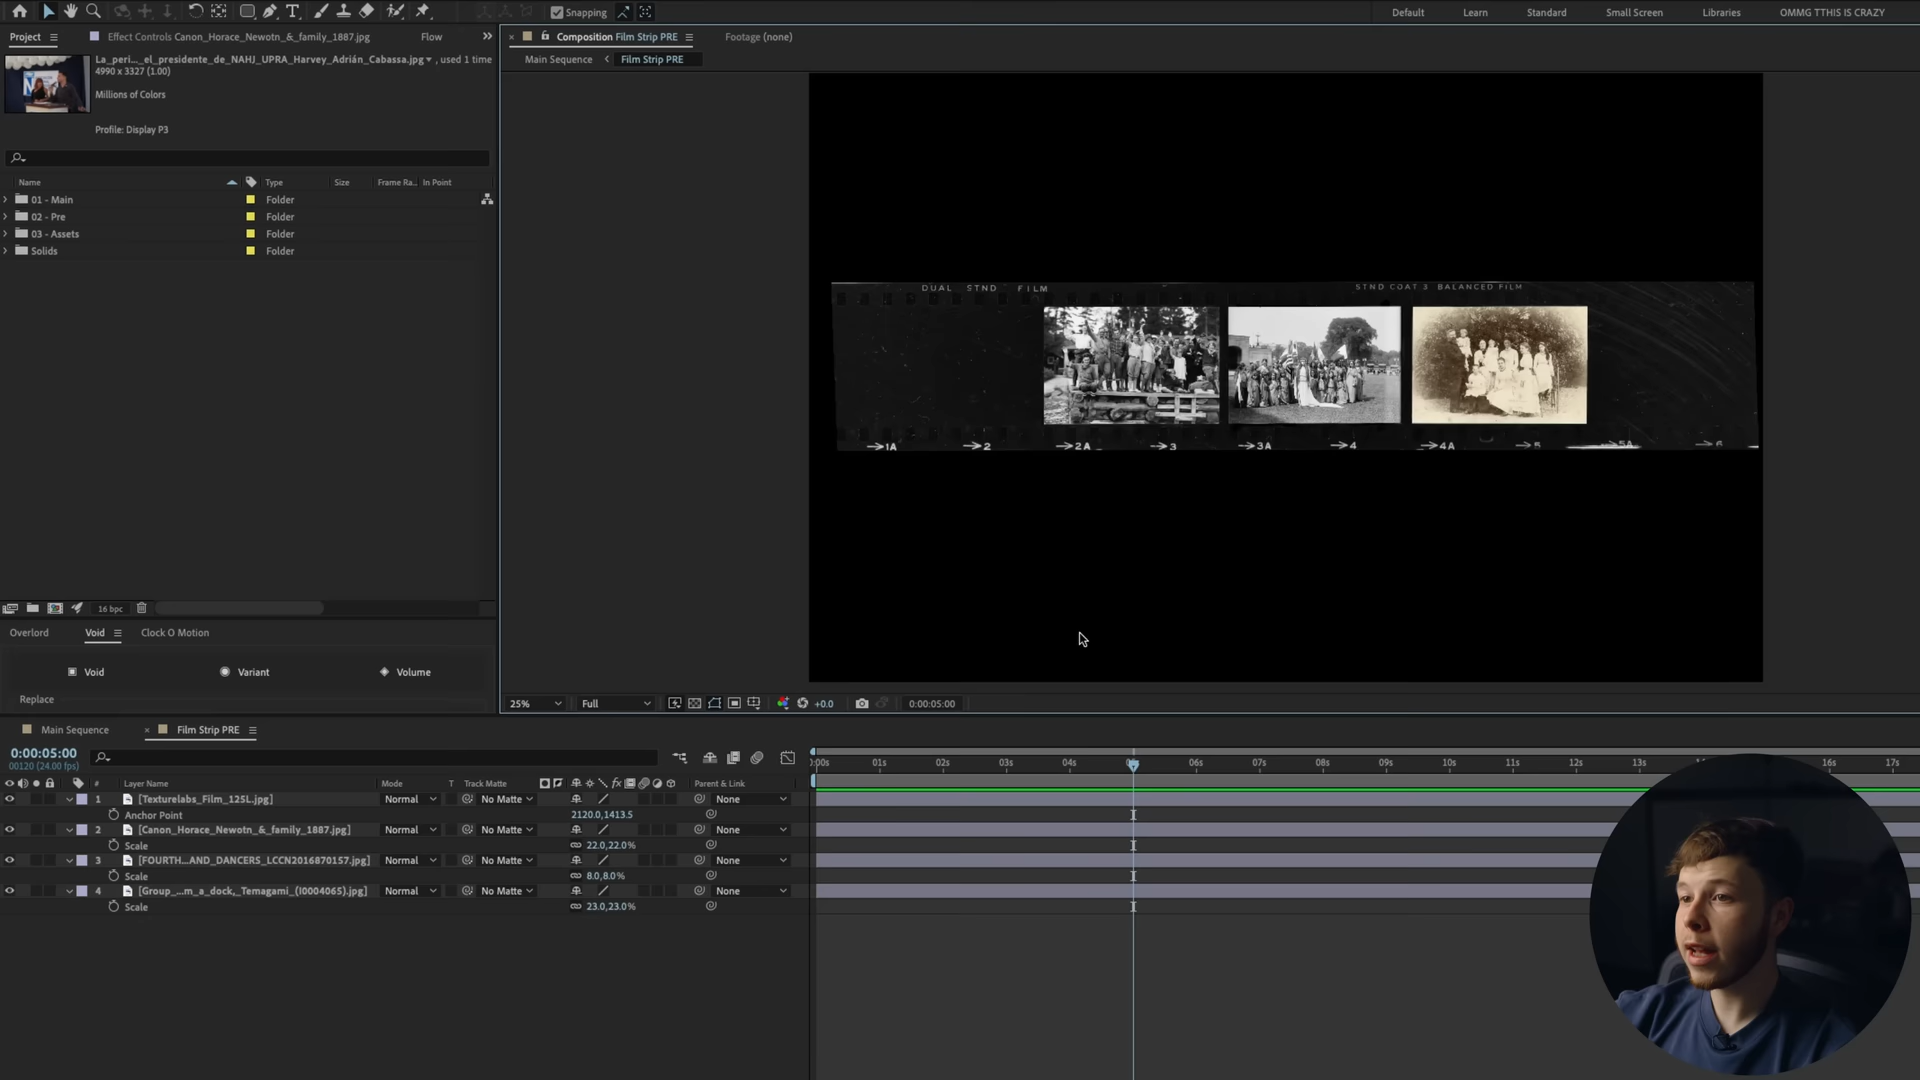 Snapping
Default
Learn
Standard
Small Screen
Libraries
OMMG TTHIS IS CRAZY
Project
Effect Controls Canon_Horace_Newotn_&_family_1887.jpg
Flow
Composition Film Strip PRE
Footage (none)
Main Sequence
Film Strip PRE
La_peri..._el_presidente_de_NAHJ_UPRA_Harvey_Adrián_Cabassa.jpg , used 1 time
4990 x 3327 (1.00)
Millions of Colors
Profile: Display P3
Name Type Size Frame Ra... In Point
01 - Main Folder
02 - Pre Folder
03 - Assets Folder
Solids Folder
DUAL STND FILM
STND COAT 3 BALANCED FILM
1A 2 2A 3 3A 4 4A 5 5A 6
16 bpc
Overlord
Void
Clock O Motion
Void
Variant
Volume
Replace
25%
Full
+0.0
0:00:05:00
Main Sequence
Film Strip PRE
0:00:05:00
00120 (24.00 fps)
:00s 01s 02s 03s 04s 06s 07s 08s 09s 10s 11s 12s 13s 16s 17s
# Layer Name Mode T Track Matte fx Parent & Link
1 [Texturelabs_Film_125L.jpg] Normal No Matte None
Anchor Point 2120.0,1413.5
2 [Canon_Horace_Newotn_&_family_1887.jpg] Normal No Matte None
Scale 22.0,22.0%
3 [FOURTH...AND_DANCERS_LCCN2016870157.jpg] Normal No Matte None
Scale 8.0,8.0%
4 [Group_...m_a_dock,_Temagami_(I0004065).jpg] Normal No Matte None
Scale 23.0,23.0%